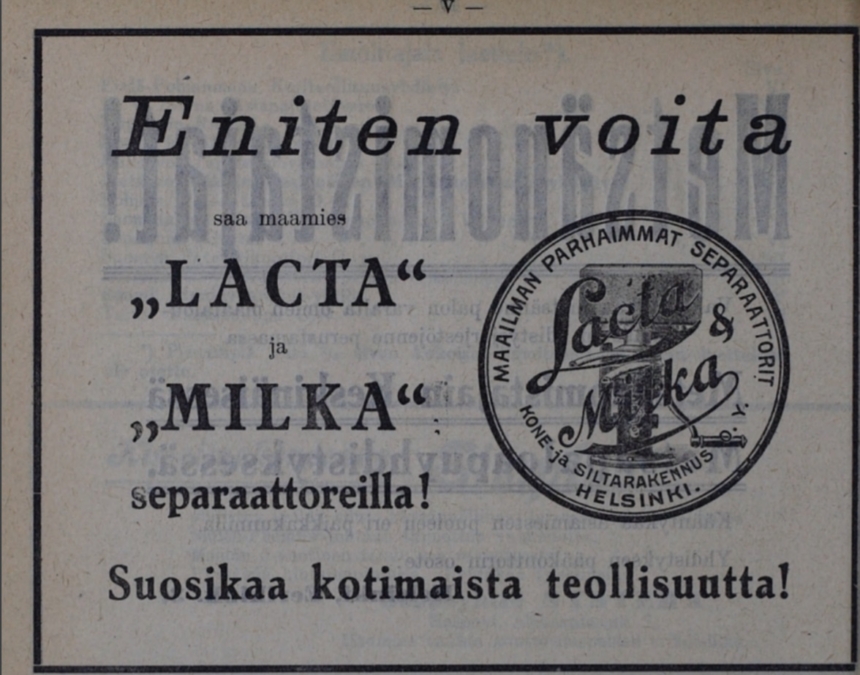 — V —
Eniten voita
saa maamies
„LACTA“
ja
„MILKA“
separaattoreilla!
MAAILMAN PARHAIMMAT SEPARAATTORIT
Lacta
&
Milka
KONE- ja SILTARAKENNUS O. Y.
HELSINKI.
Suosikaa kotimaista teollisuutta!